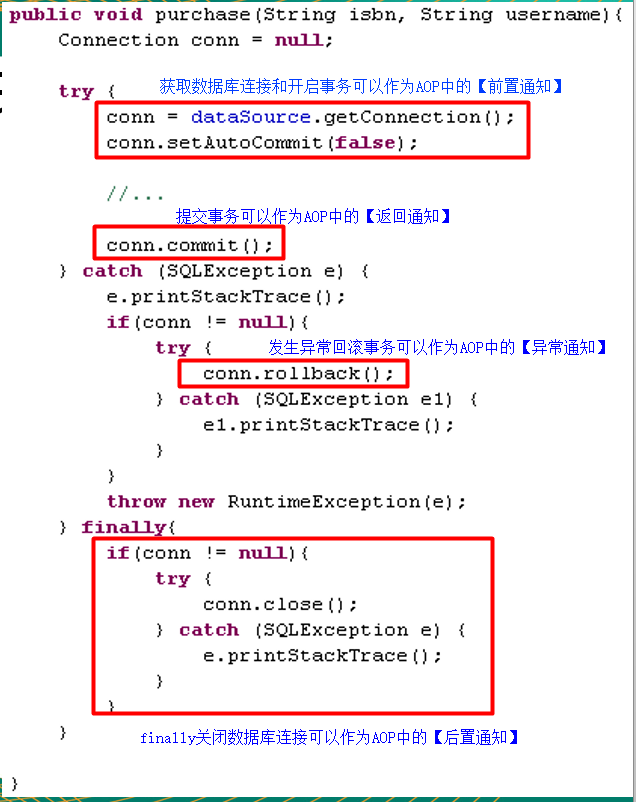 public void purchase(String isbn, String username){
Connection conn = null;
try { 获取数据库连接和开启事务可以作为AOP中的【前置通知】
conn = dataSource.getConnection();
conn.setAutoCommit(false);
//...
提交事务可以作为AOP中的【返回通知】
conn.commit();
} catch (SQLException e) {
e.printStackTrace();
if(conn != null){
try { 发生异常回滚事务可以作为AOP中的【异常通知】
conn.rollback();
} catch (SQLException e1) {
e1.printStackTrace();
}
}
throw new RuntimeException(e);
} finally{
if(conn != null){
try {
conn.close();
} catch (SQLException e) {
e.printStackTrace();
}
}
} finally关闭数据库连接可以作为AOP中的【后置通知】
}